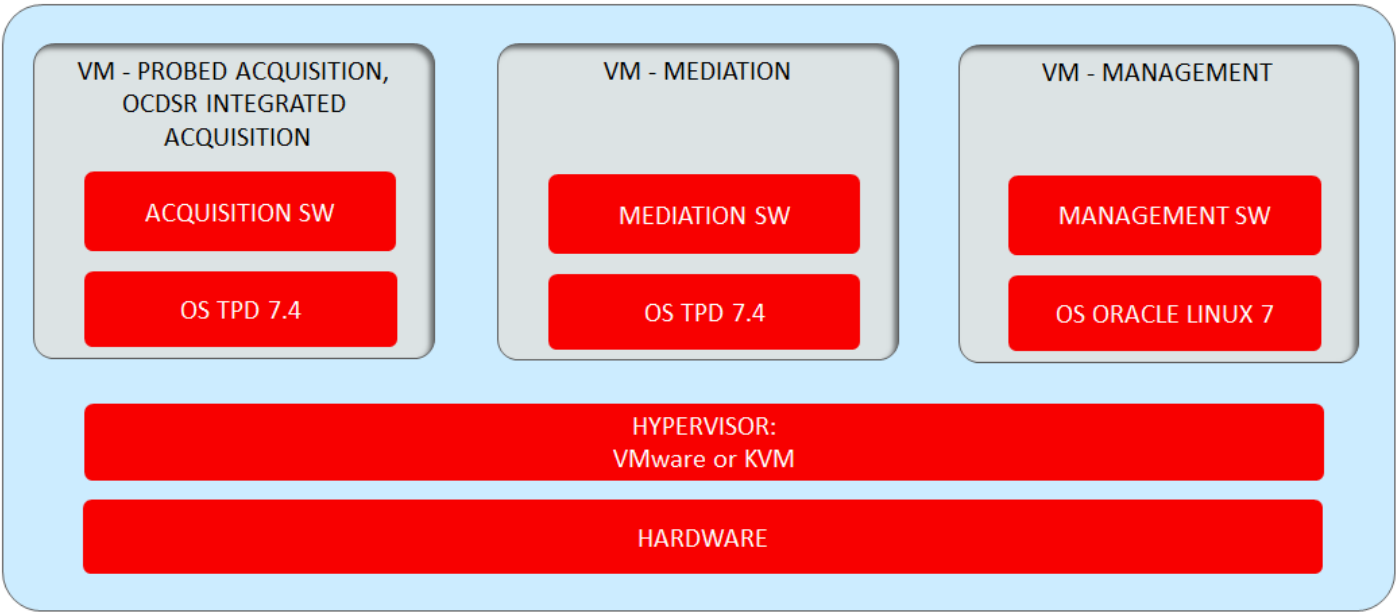 VM - PROBED ACQUISITION,
OCDSR INTEGRATED
ACQUISITION
ACQUISITION SW
OS TPD 7.4
VM - MEDIATION
MEDIATION SW
OS TPD 7.4
VM - MANAGEMENT
MANAGEMENT SW
OS ORACLE LINUX 7
HYPERVISOR:
VMware or KVM
HARDWARE